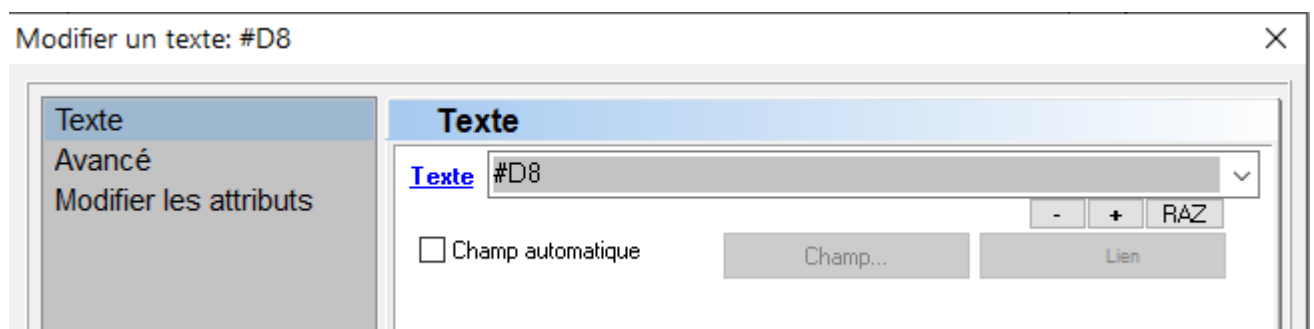 Modifier un texte: #D8
Texte
Avancé
Modifier les attributs
Texte
Texte #D8
- + RAZ
Champ automatique Champ... Lien